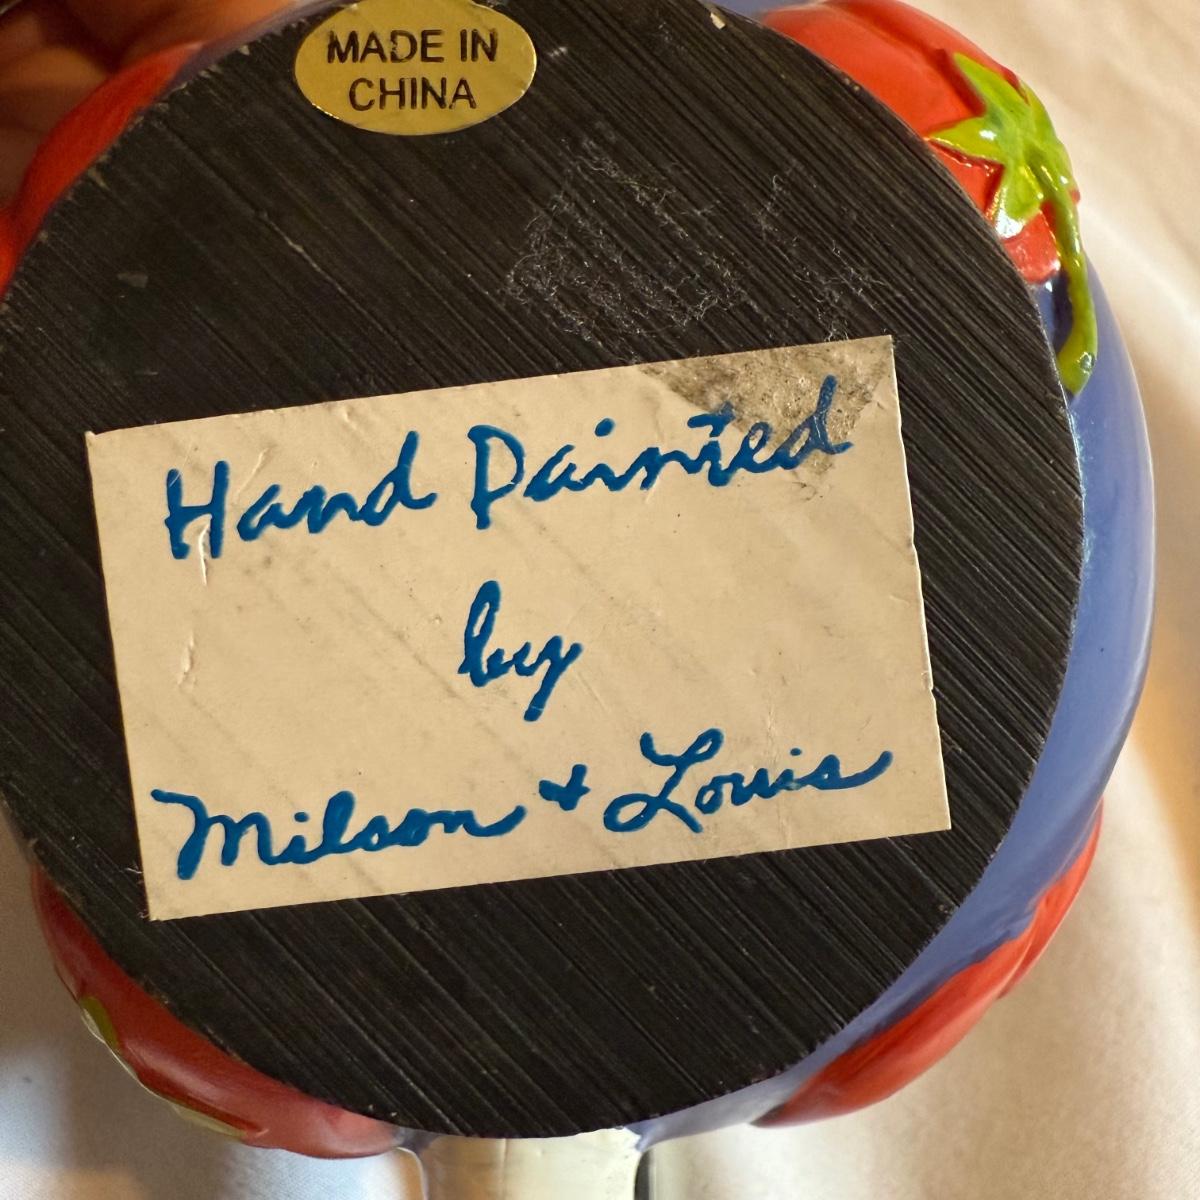 MADE IN
CHINA
Hand Painted
by
Milson + Louis